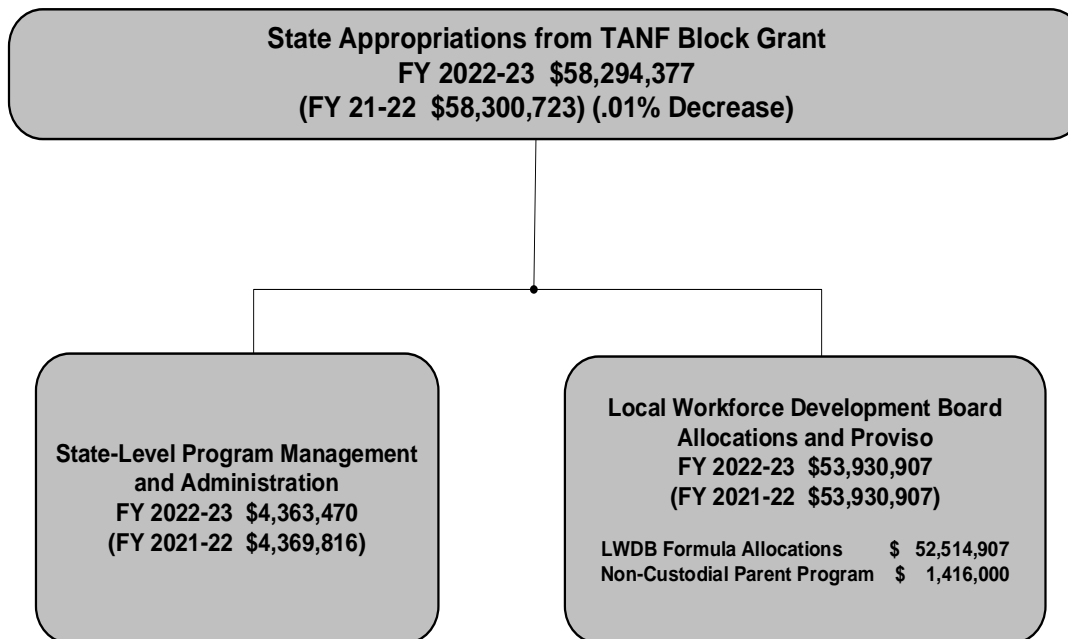 State Appropriations from TANF Block Grant
FY 2022-23 $58,294,377
(FY 21-22 $58,300,723) (.01% Decrease)
State-Level Program Management
and Administration
FY 2022-23 $4,363,470
(FY 2021-22 $4,369,816)
Local Workforce Development Board
Allocations and Proviso
FY 2022-23 $53,930,907
(FY 2021-22 $53,930,907)
LWDB Formula Allocations $ 52,514,907
Non-Custodial Parent Program $ 1,416,000